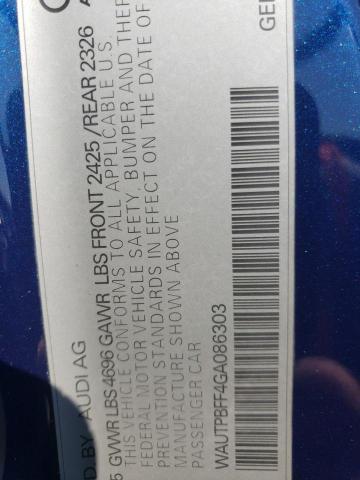 GE
D.BY. AUDI AG
5 GVWR LBS 4696 GAWR LBS FRONT 2425 /REAR 2326
THIS VEHICLE CONFORMS TO ALL APPLICABLE U.S.
FEDERAL MOTOR VEHICLE SAFETY, BUMPER AND THEF
PREVENTION STANDARDS IN EFFECT ON THE DATE OF
MANUFACTURE SHOWN ABOVE
PASSENGER CAR
WAUTPBFF4GA086303